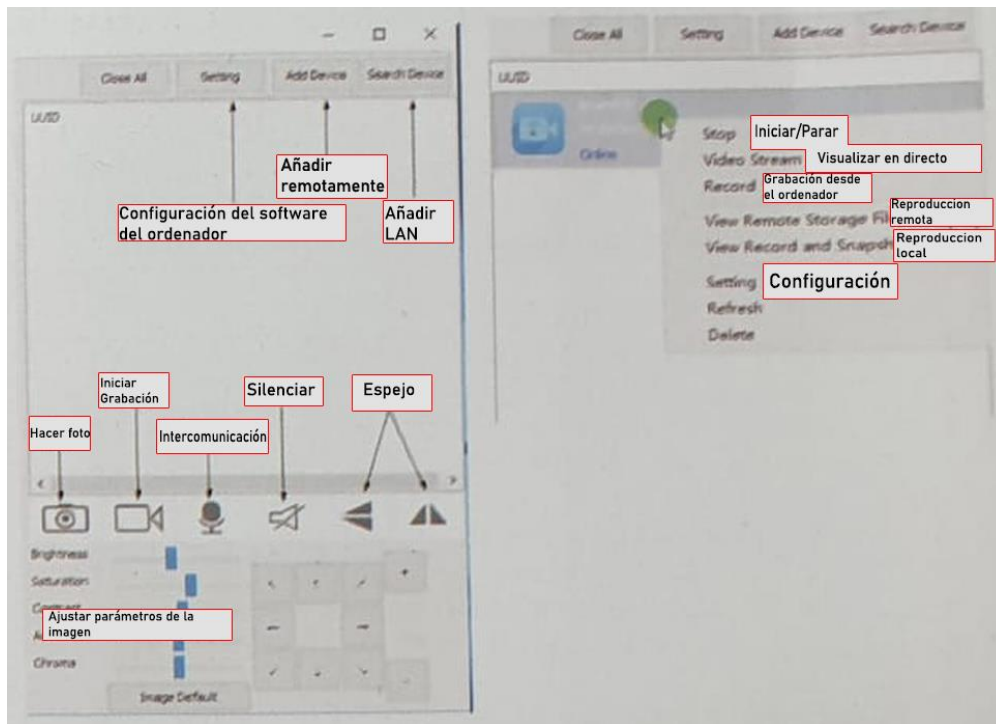 Close All Setting Add Device Search Device
UUID
Añadir
remotamente
Configuración del software
del ordenador
Añadir
LAN
Iniciar
Grabación
Silenciar
Espejo
Hacer foto
Intercomunicación
Brightness
Saturation
Ajustar parámetros de la
imagen
Chroma
Image Default
Close All Setting Add Device Search Device
UUID
Online
Stop Iniciar/Parar
Video Stream Visualizar en directo
Record Grabación desde
el ordenador
View Remote Storage Reproduccion
remota
View Record and Reproduccion
local
Setting Configuración
Refresh
Delete